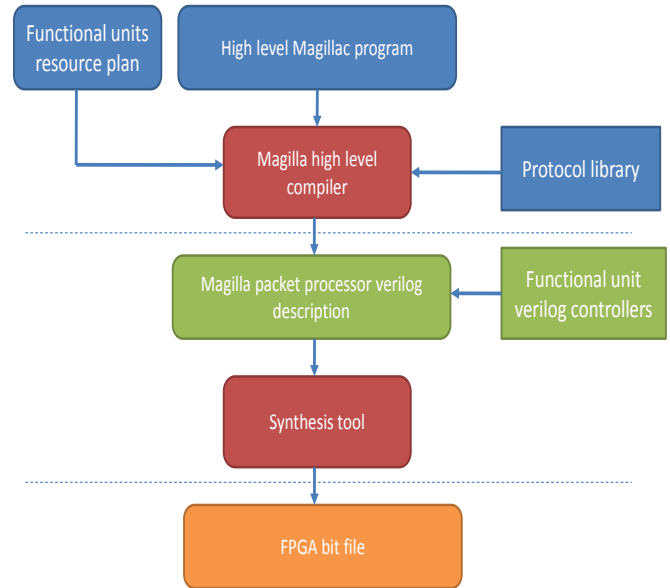 Functional units
resource plan
High level Magillac program
Magilla high level
compiler
Protocol library
Magilla packet processor verilog
description
Functional unit
verilog controllers
Synthesis tool
FPGA bit file